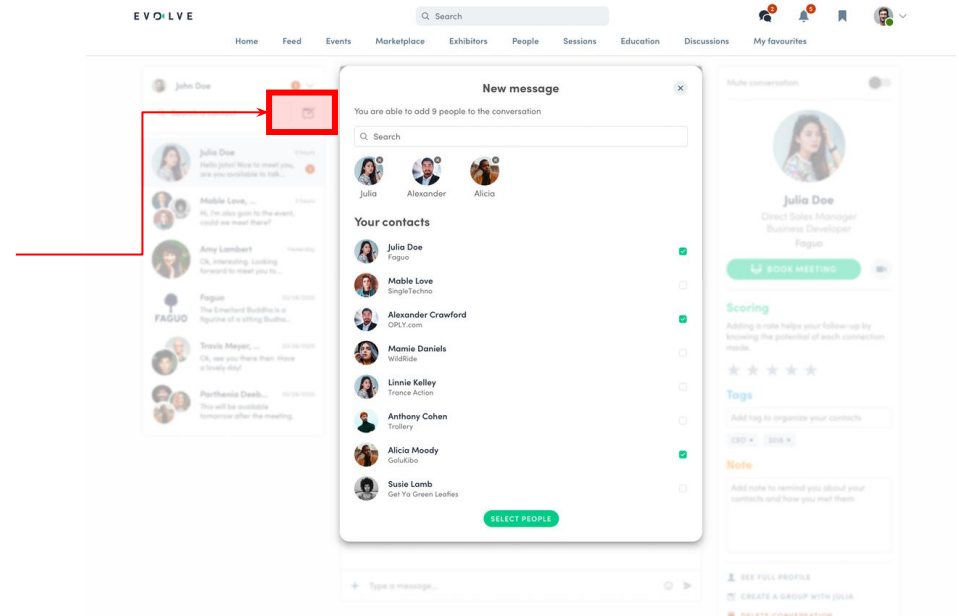 EVOLVE
Search
2
5
Home Feed Events Marketplace Exhibitors People Sessions Education Discussions My favourites
John Doe
Julia Doe
Hello John! Nice to meet you,
are you available to talk...
Mable Love, ...
Hi, I'm also goin to the event,
could we meet there?
Amy Lambert Yesterday
Ok, interesting. Looking
forward to meet you to...
FAGUO
Faguo
The Emerland Buddha is a
figurine of a sitting Budha...
Travis Meyer, ...
Ok, see you there then. Have
a lovely day!
Parthenia Deeb...
This will be available
tomorrow after the meeting.
New message
You are able to add 9 people to the conversation
Search
Julia Alexander Alicia
Your contacts
Julia Doe
Faguo
Mable Love
SingleTechno
Alexander Crawford
OPLY.com
Mamie Daniels
WildRide
Linnie Kelley
Trance Action
Anthony Cohen
Trollery
Alicia Moody
GoluKibo
Susie Lamb
Get Ya Green Leafies
SELECT PEOPLE
Type a message...
Mute conversation
Julia Doe
Direct Sales Manager
Business Developer
Faguo
BOOK MEETING
Scoring
Adding a rate helps your follow-up by
knowing the potential of each connection
made.
Tags
Add tag to organize your contacts
CEO
Note
Add note to remind you about your
contacts and how you met them
SEE FULL PROFILE
CREATE A GROUP WITH JULIA
DELETE CONVERSATION